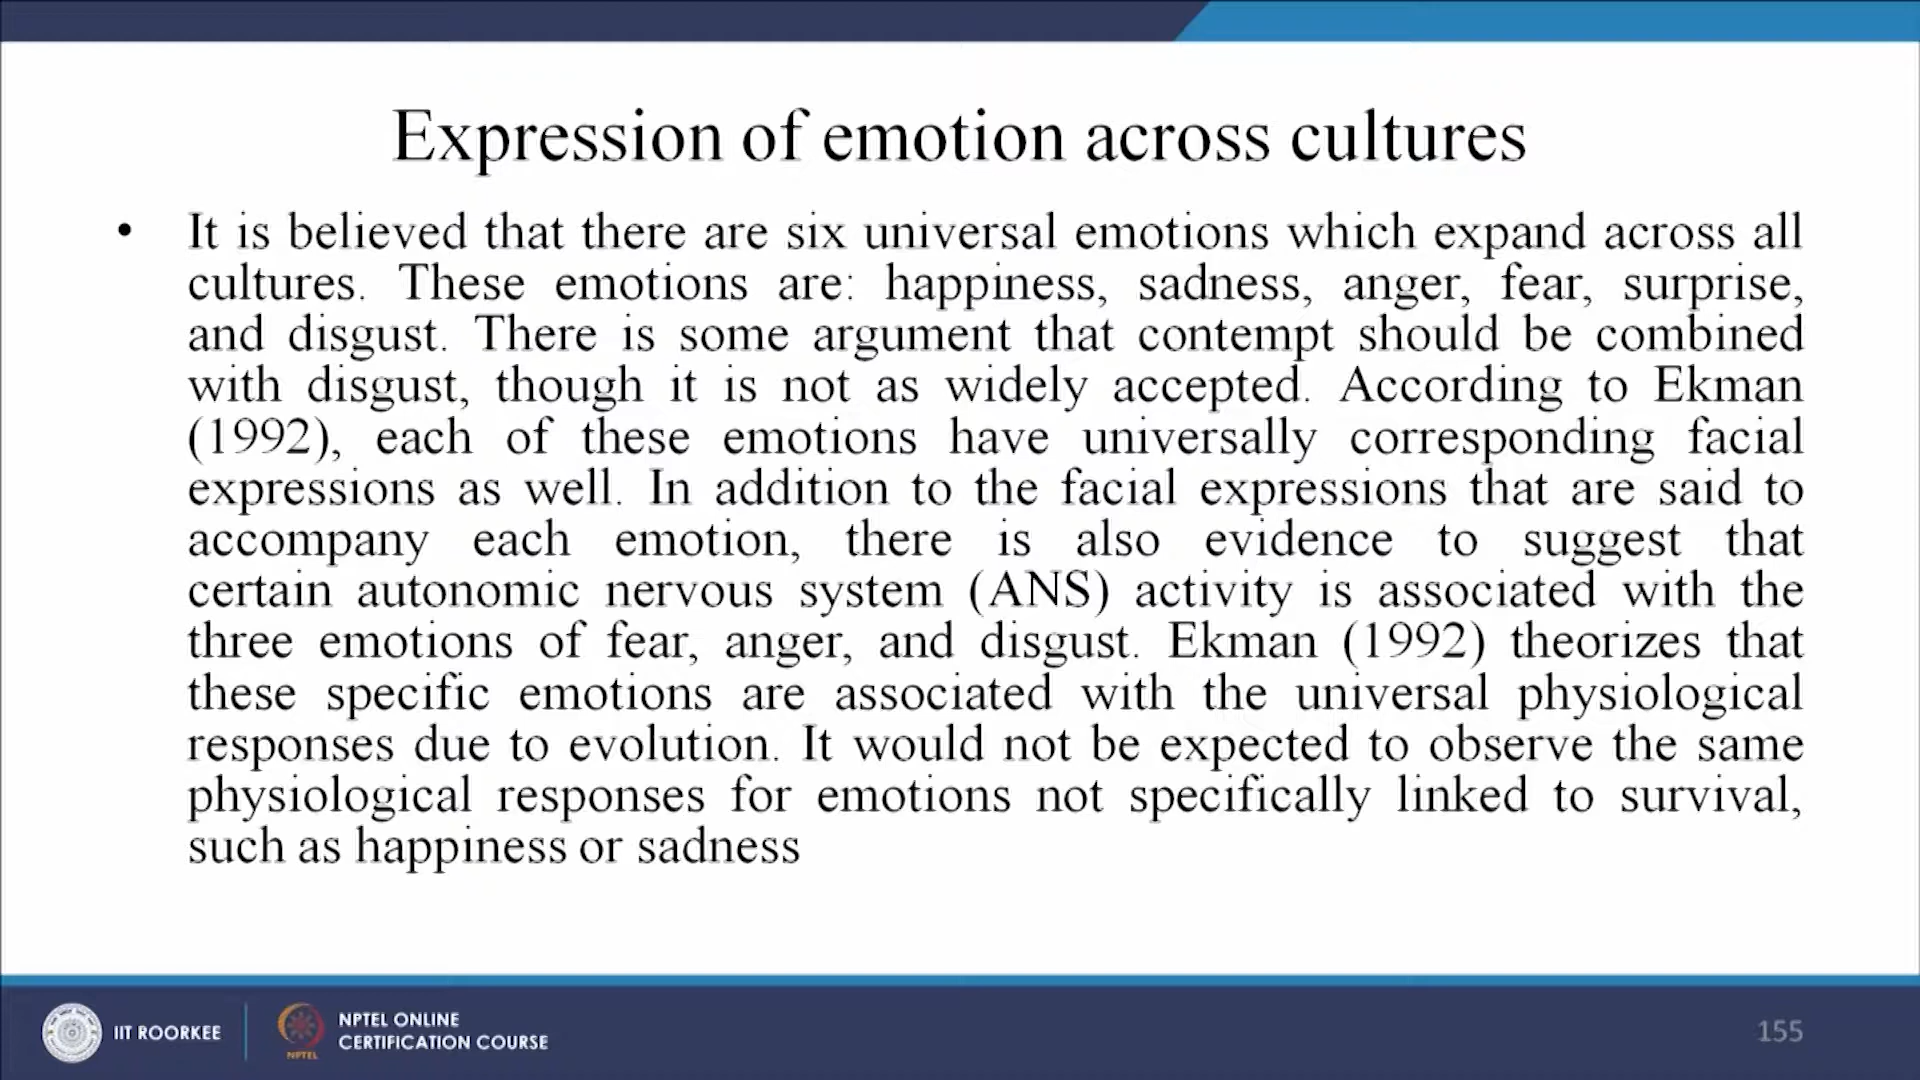 Expression of emotion across cultures
• It is believed that there are six universal emotions which expand across all
cultures. These emotions are: happiness, sadness, anger, fear, surprise,
and disgust. There is some argument that contempt should be combined
with disgust, though it is not as widely accepted. According to Ekman
(1992), each of these emotions have universally corresponding facial
expressions as well. In addition to the facial expressions that are said to
accompany each emotion, there is also evidence to suggest that
certain autonomic nervous system (ANS) activity is associated with the
three emotions of fear, anger, and disgust. Ekman (1992) theorizes that
these specific emotions are associated with the universal physiological
responses due to evolution. It would not be expected to observe the same
physiological responses for emotions not specifically linked to survival,
such as happiness or sadness
IIT ROORKEE
NPTEL
NPTEL ONLINE
CERTIFICATION COURSE
155